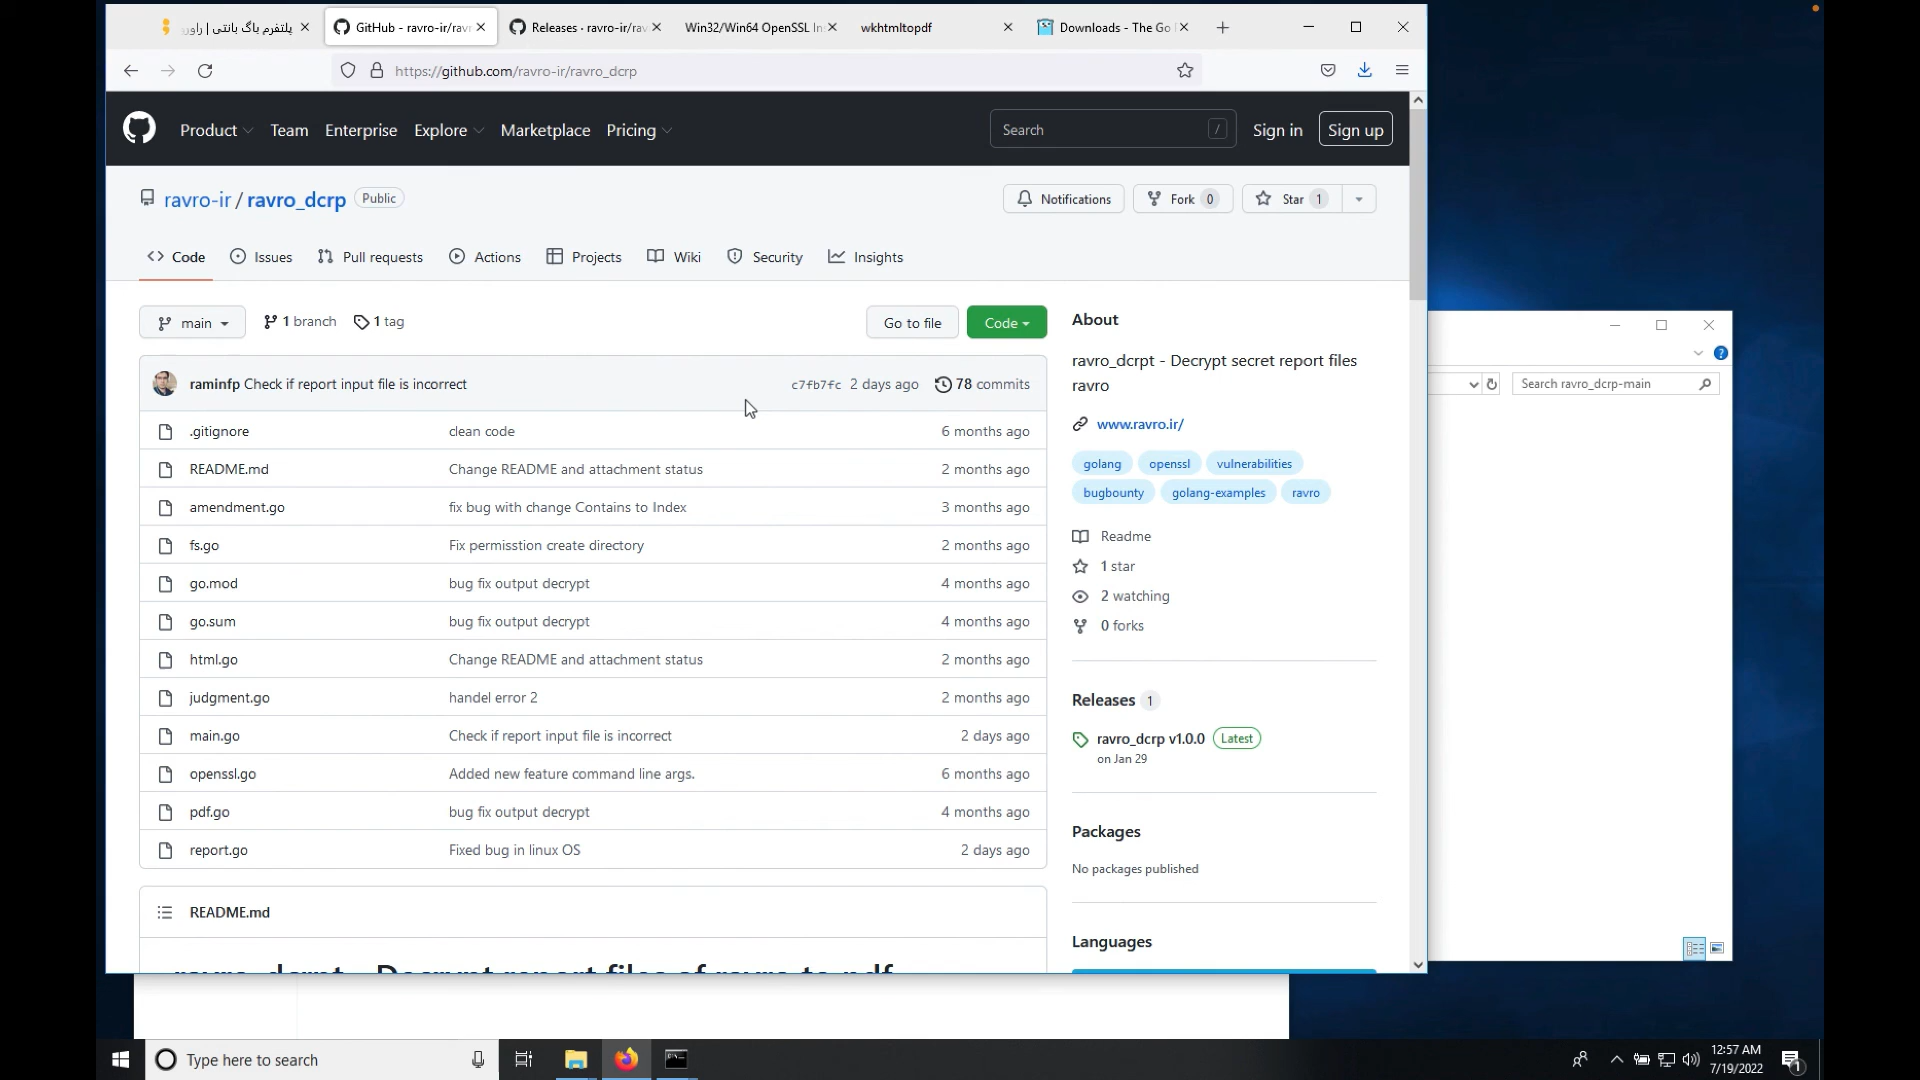 پلتفرم باگ بانتی | راور
GitHub - ravro-ir/ravr
Releases · ravro-ir/rav
Win32/Win64 OpenSSL In
wkhtmltopdf
Downloads - The Go
https://github.com/ravro-ir/ravro_dcrp
Product Team Enterprise Explore Marketplace Pricing
Search /
Sign in Sign up
ravro-ir / ravro_dcrp Public
Notifications Fork 0 Star 1
Code Issues Pull requests Actions Projects Wiki Security Insights
main 1 branch 1 tag Go to file Code
raminfp Check if report input file is incorrect c7fb7fc 2 days ago 78 commits
.gitignore clean code 6 months ago
README.md Change README and attachment status 2 months ago
amendment.go fix bug with change Contains to Index 3 months ago
fs.go Fix permisstion create directory 2 months ago
go.mod bug fix output decrypt 4 months ago
go.sum bug fix output decrypt 4 months ago
html.go Change README and attachment status 2 months ago
judgment.go handel error 2 2 months ago
main.go Check if report input file is incorrect 2 days ago
openssl.go Added new feature command line args. 6 months ago
pdf.go bug fix output decrypt 4 months ago
report.go Fixed bug in linux OS 2 days ago
README.md
ravro_dcrpt - Decrypt report files of ravro to pdf
About
ravro_dcrpt - Decrypt secret report files
ravro
www.ravro.ir/
golang openssl vulnerabilities
bugbounty golang-examples ravro
Readme
1 star
2 watching
0 forks
Releases 1
ravro_dcrp v1.0.0 Latest
on Jan 29
Packages
No packages published
Languages
Search ravro_dcrp-main
Type here to search
12:57 AM
7/19/2022
1